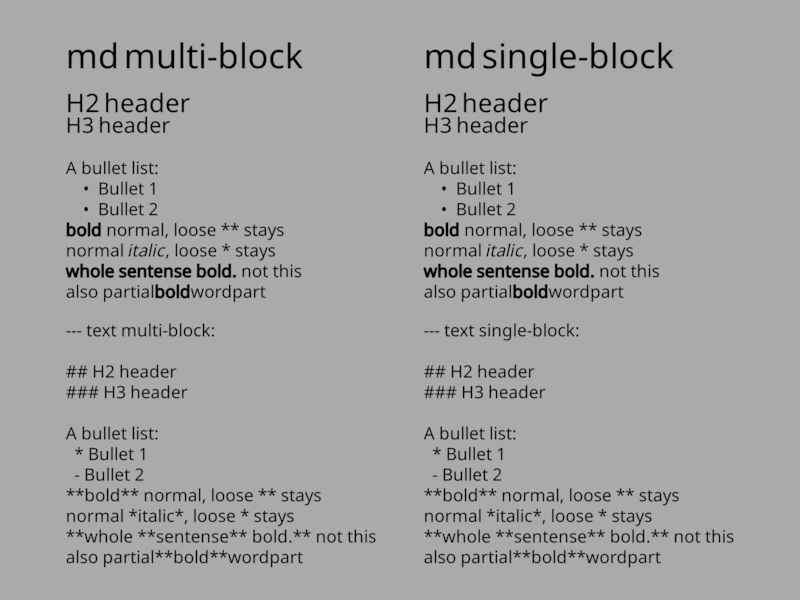 md multi-block
H2 header
H3 header
A bullet list:
• Bullet 1
• Bullet 2
bold normal, loose ** stays
normal italic, loose * stays
whole sentense bold. not this
also partialboldwordpart
--- text multi-block:
## H2 header
### H3 header
A bullet list:
* Bullet 1
- Bullet 2
**bold** normal, loose ** stays
normal *italic*, loose * stays
**whole **sentense** bold.** not this
also partial**bold**wordpart
md single-block
H2 header
H3 header
A bullet list:
• Bullet 1
• Bullet 2
bold normal, loose ** stays
normal italic, loose * stays
whole sentense bold. not this
also partialboldwordpart
--- text single-block:
## H2 header
### H3 header
A bullet list:
* Bullet 1
- Bullet 2
**bold** normal, loose ** stays
normal *italic*, loose * stays
**whole **sentense** bold.** not this
also partial**bold**wordpart